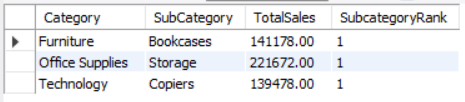 Category SubCategory TotalSales SubcategoryRank
Furniture Bookcases 141178.00 1
Office Supplies Storage 221672.00 1
Technology Copiers 139478.00 1